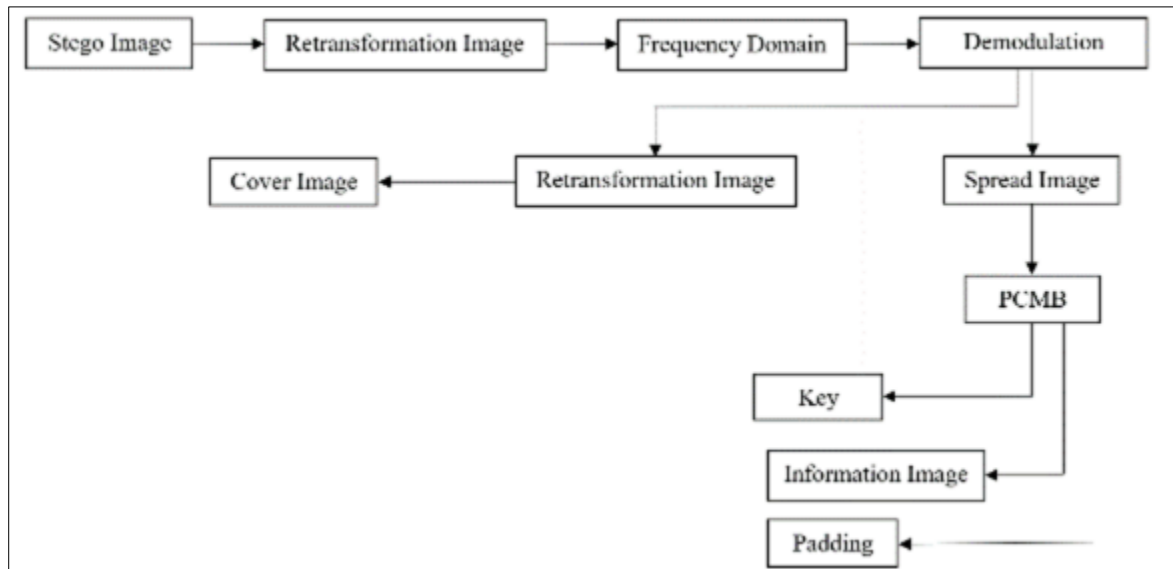 Stego Image
Retransformation Image
Frequency Domain
Demodulation
Cover Image
Retransformation Image
Spread Image
PCMB
Key
Information Image
Padding